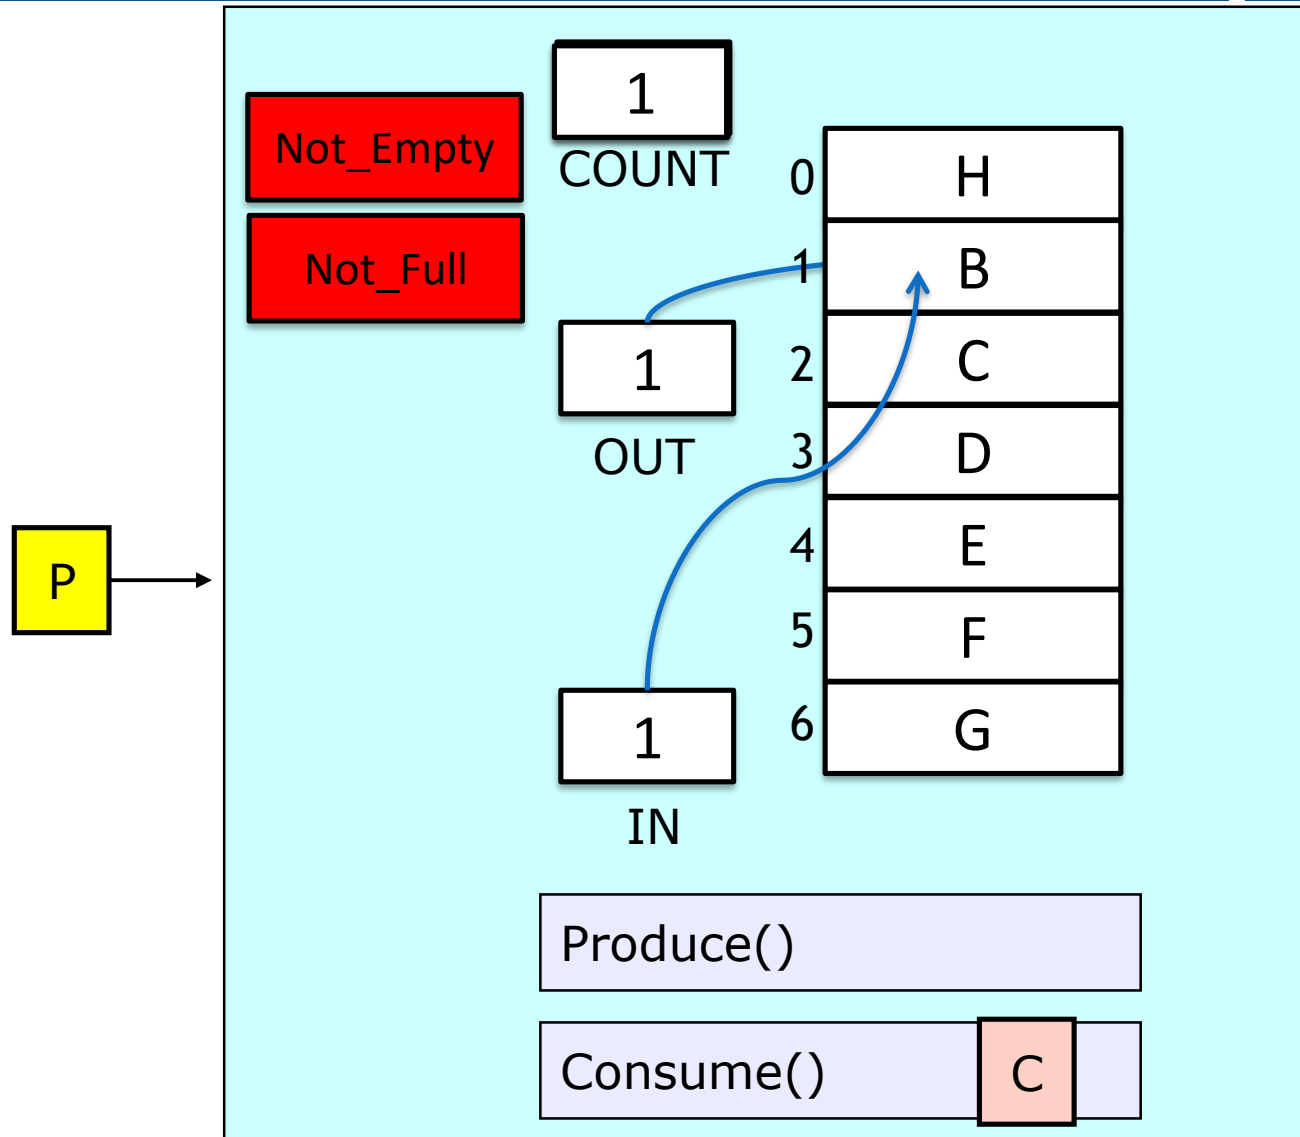 1
COUNT
Not_Empty
Not_Full
0 H
1 B
2 C
3 D
4 E
5 F
6 G
1
OUT
P
1
IN
Produce()
Consume() C